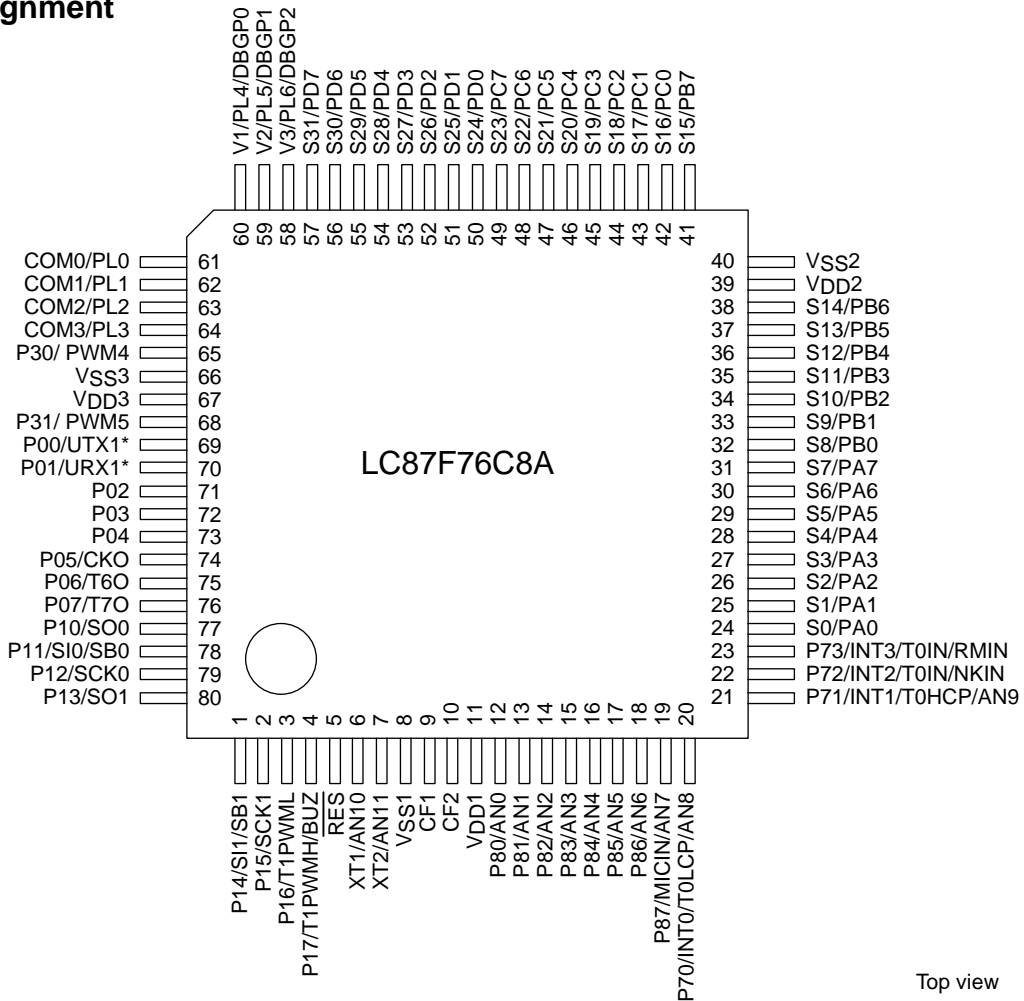 gnment
V1/PL4/DBGP0
V2/PL5/DBGP1
V3/PL6/DBGP2
S31/PD7
S30/PD6
S29/PD5
S28/PD4
S27/PD3
S26/PD2
S25/PD1
S24/PD0
S23/PC7
S22/PC6
S21/PC5
S20/PC4
S19/PC3
S18/PC2
S17/PC1
S16/PC0
S15/PB7
60 59 58 57 56 55 54 53 52 51 50 49 48 47 46 45 44 43 42 41
COM0/PL0 61
COM1/PL1 62
COM2/PL2 63
COM3/PL3 64
P30/ PWM4 65
VSS3 66
VDD3 67
P31/ PWM5 68
P00/UTX1* 69
P01/URX1* 70
P02 71
P03 72
P04 73
P05/CKO 74
P06/T6O 75
P07/T7O 76
P10/SO0 77
P11/SI0/SB0 78
P12/SCK0 79
P13/SO1 80
LC87F76C8A
40 VSS2
39 VDD2
38 S14/PB6
37 S13/PB5
36 S12/PB4
35 S11/PB3
34 S10/PB2
33 S9/PB1
32 S8/PB0
31 S7/PA7
30 S6/PA6
29 S5/PA5
28 S4/PA4
27 S3/PA3
26 S2/PA2
25 S1/PA1
24 S0/PA0
23 P73/INT3/T0IN/RMIN
22 P72/INT2/T0IN/NKIN
21 P71/INT1/T0HCP/AN9
1 2 3 4 5 6 7 8 9 10 11 12 13 14 15 16 17 18 19 20
P14/SI1/SB1
P15/SCK1
P16/T1PWML
P17/T1PWMH/BUZ
RES
XT1/AN10
XT2/AN11
VSS1
CF1
CF2
VDD1
P80/AN0
P81/AN1
P82/AN2
P83/AN3
P84/AN4
P85/AN5
P86/AN6
P87/MICIN/AN7
P70/INT0/T0LCP/AN8
Top view